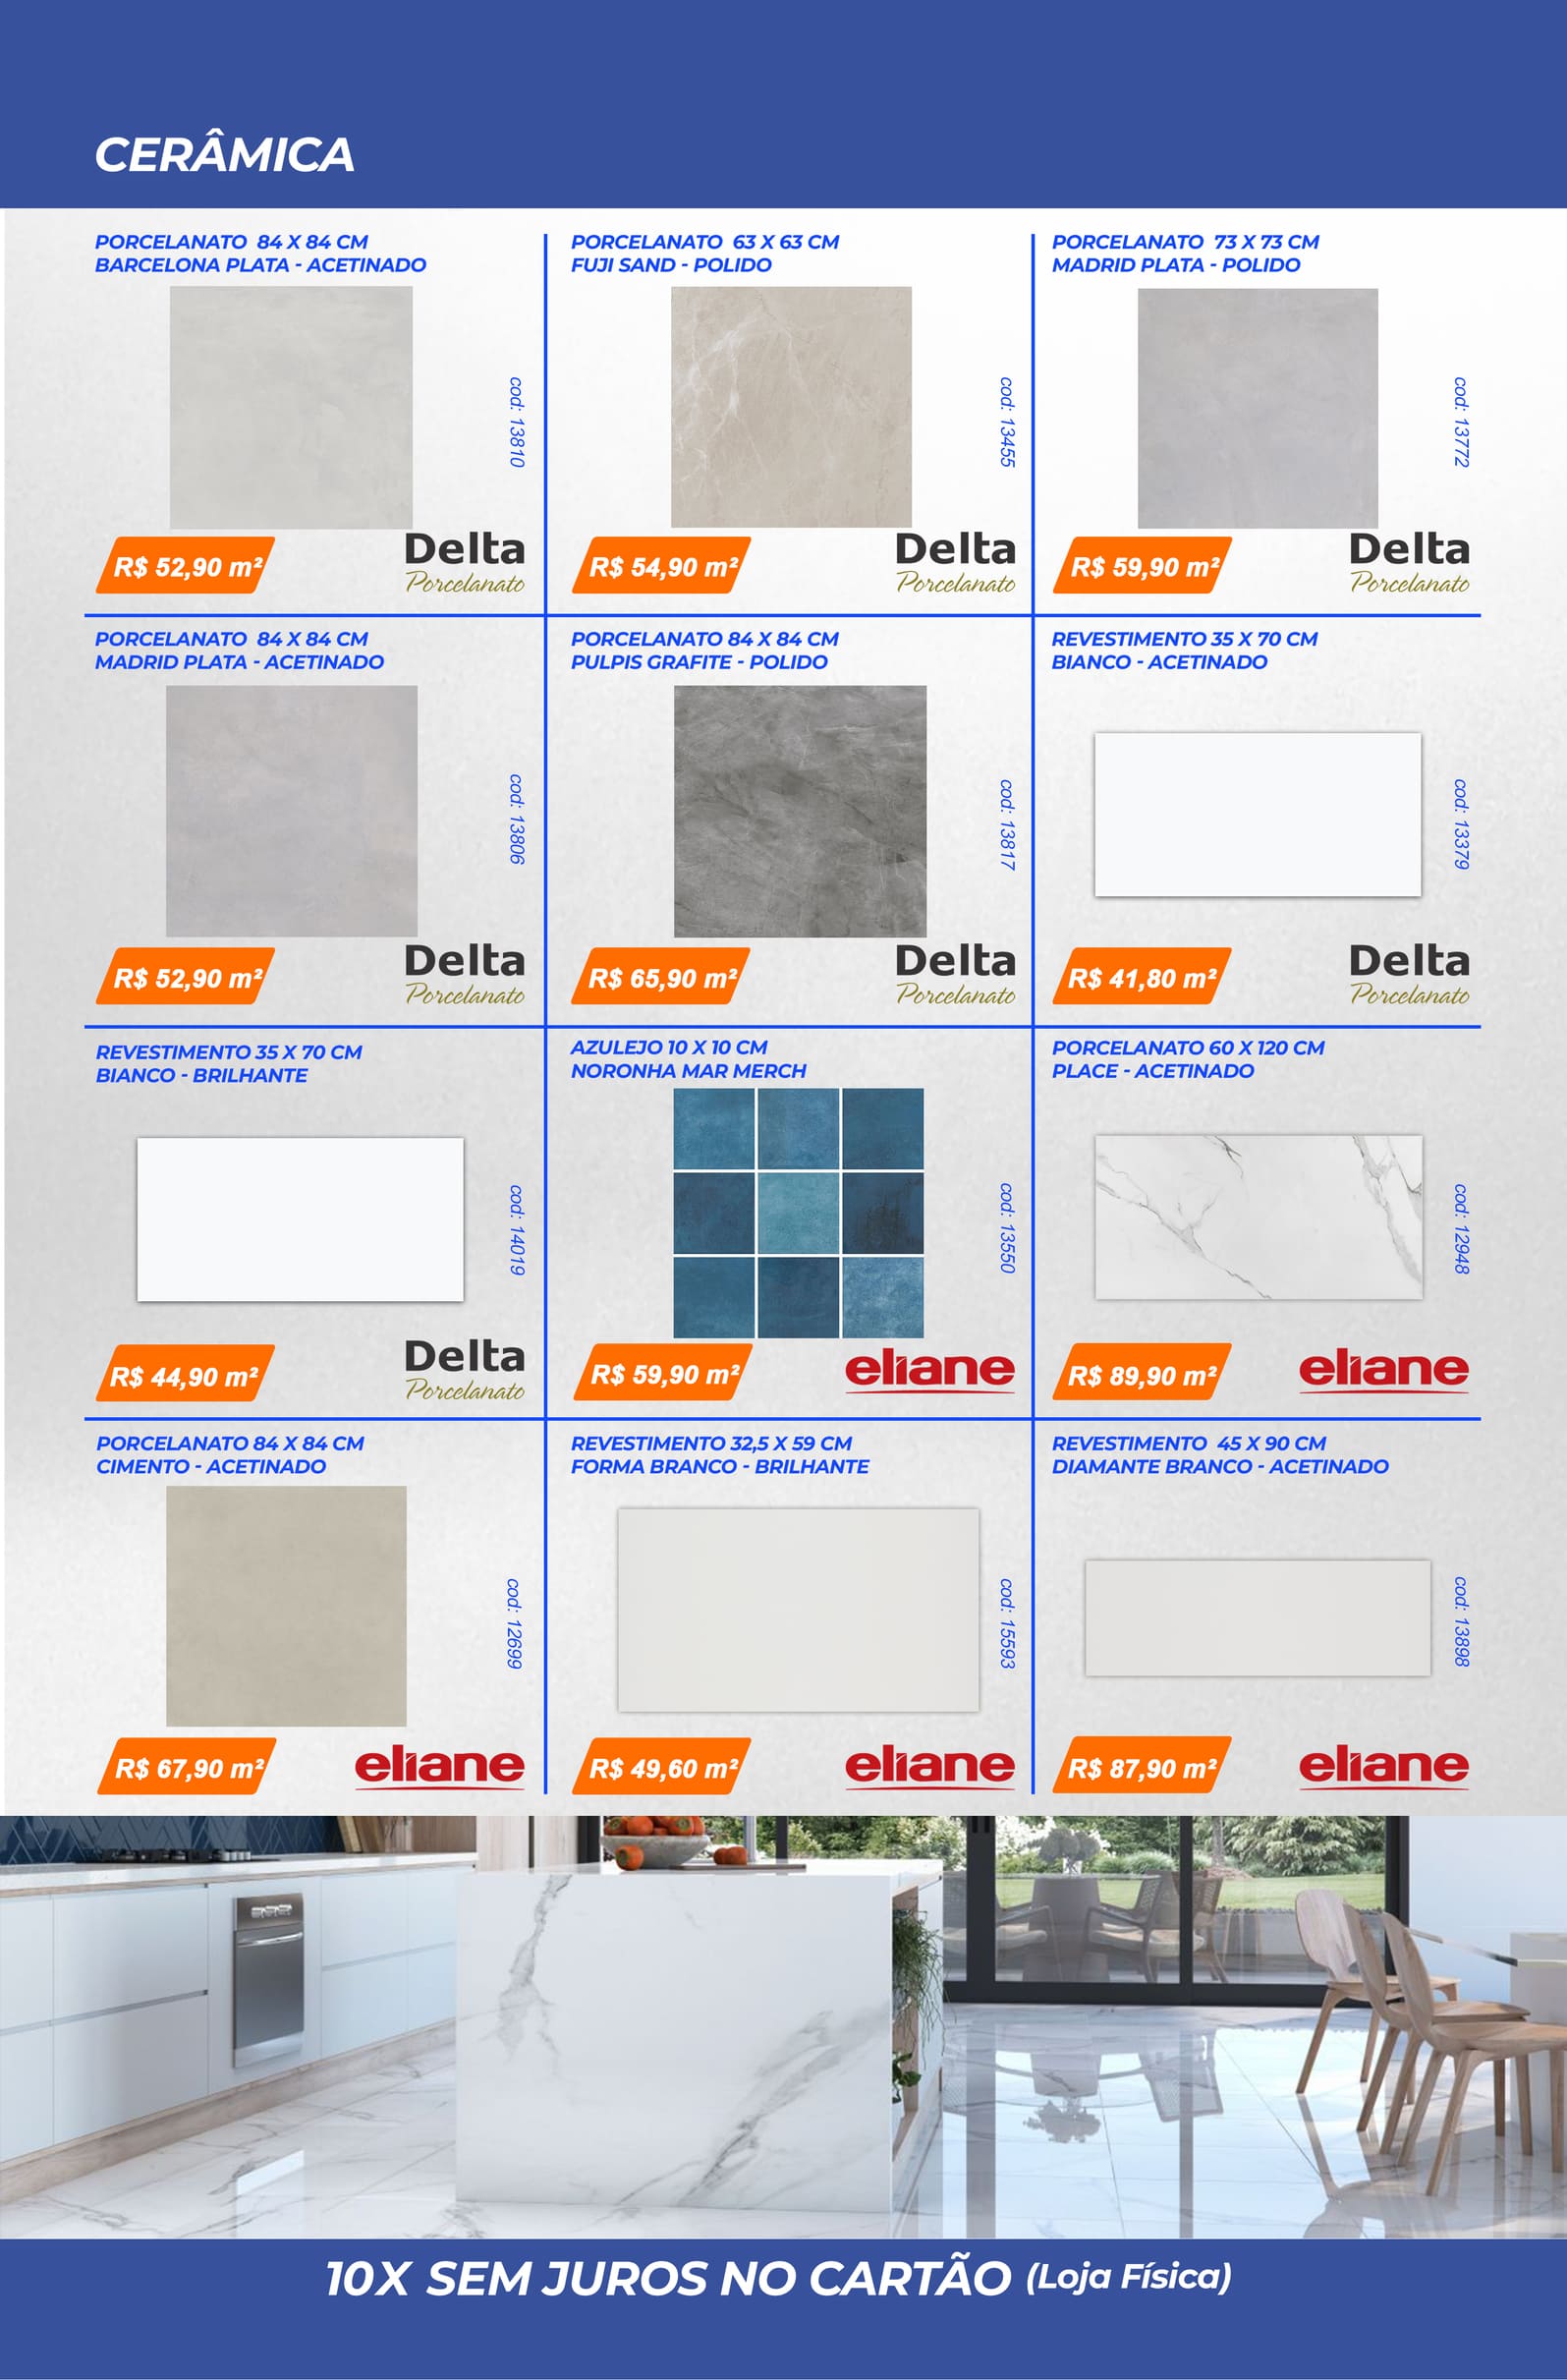 CERÂMICA
PORCELANATO 84 X 84 CM
BARCELONA PLATA - ACETINADO
cod: 13810
R$ 52,90 m²
Delta
Porcelanato
PORCELANATO 63 X 63 CM
FUJI SAND - POLIDO
cod: 13455
R$ 54,90 m²
Delta
Porcelanato
PORCELANATO 73 X 73 CM
MADRID PLATA - POLIDO
cod: 13772
R$ 59,90 m²
Delta
Porcelanato
PORCELANATO 84 X 84 CM
MADRID PLATA - ACETINADO
cod: 13806
R$ 52,90 m²
Delta
Porcelanato
PORCELANATO 84 X 84 CM
PULPIS GRAFITE - POLIDO
cod: 13817
R$ 65,90 m²
Delta
Porcelanato
REVESTIMENTO 35 X 70 CM
BIANCO - ACETINADO
cod: 13379
R$ 41,80 m²
Delta
Porcelanato
REVESTIMENTO 35 X 70 CM
BIANCO - BRILHANTE
cod: 14019
R$ 44,90 m²
Delta
Porcelanato
AZULEJO 10 X 10 CM
NORONHA MAR MERCH
cod: 13550
R$ 59,90 m²
eliane
PORCELANATO 60 X 120 CM
PLACE - ACETINADO
cod: 12948
R$ 89,90 m²
eliane
PORCELANATO 84 X 84 CM
CIMENTO - ACETINADO
cod: 12699
R$ 67,90 m²
eliane
REVESTIMENTO 32,5 X 59 CM
FORMA BRANCO - BRILHANTE
cod: 15593
R$ 49,60 m²
eliane
REVESTIMENTO 45 X 90 CM
DIAMANTE BRANCO - ACETINADO
cod: 13898
R$ 87,90 m²
eliane
10X SEM JUROS NO CARTÃO (Loja Física)